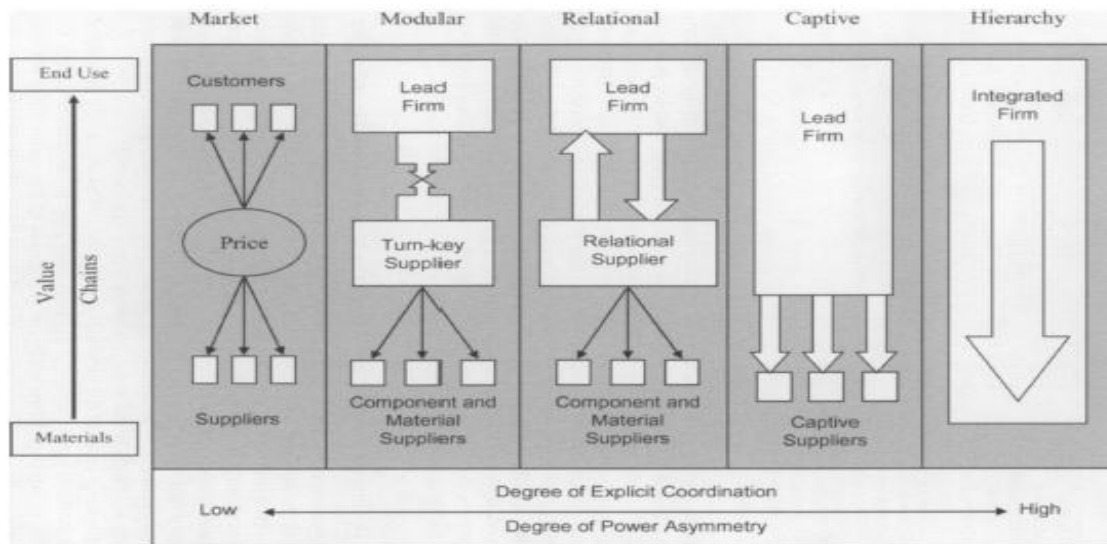 Market
Modular
Relational
Captive
Hierarchy
End Use
Value
Chains
Materials
Customers
Price
Suppliers
Lead
Firm
Turn-key
Supplier
Component and
Material
Suppliers
Lead
Firm
Relational
Supplier
Component and
Material
Suppliers
Lead
Firm
Captive
Suppliers
Integrated
Firm
Degree of Explicit Coordination
Low
High
Degree of Power Asymmetry